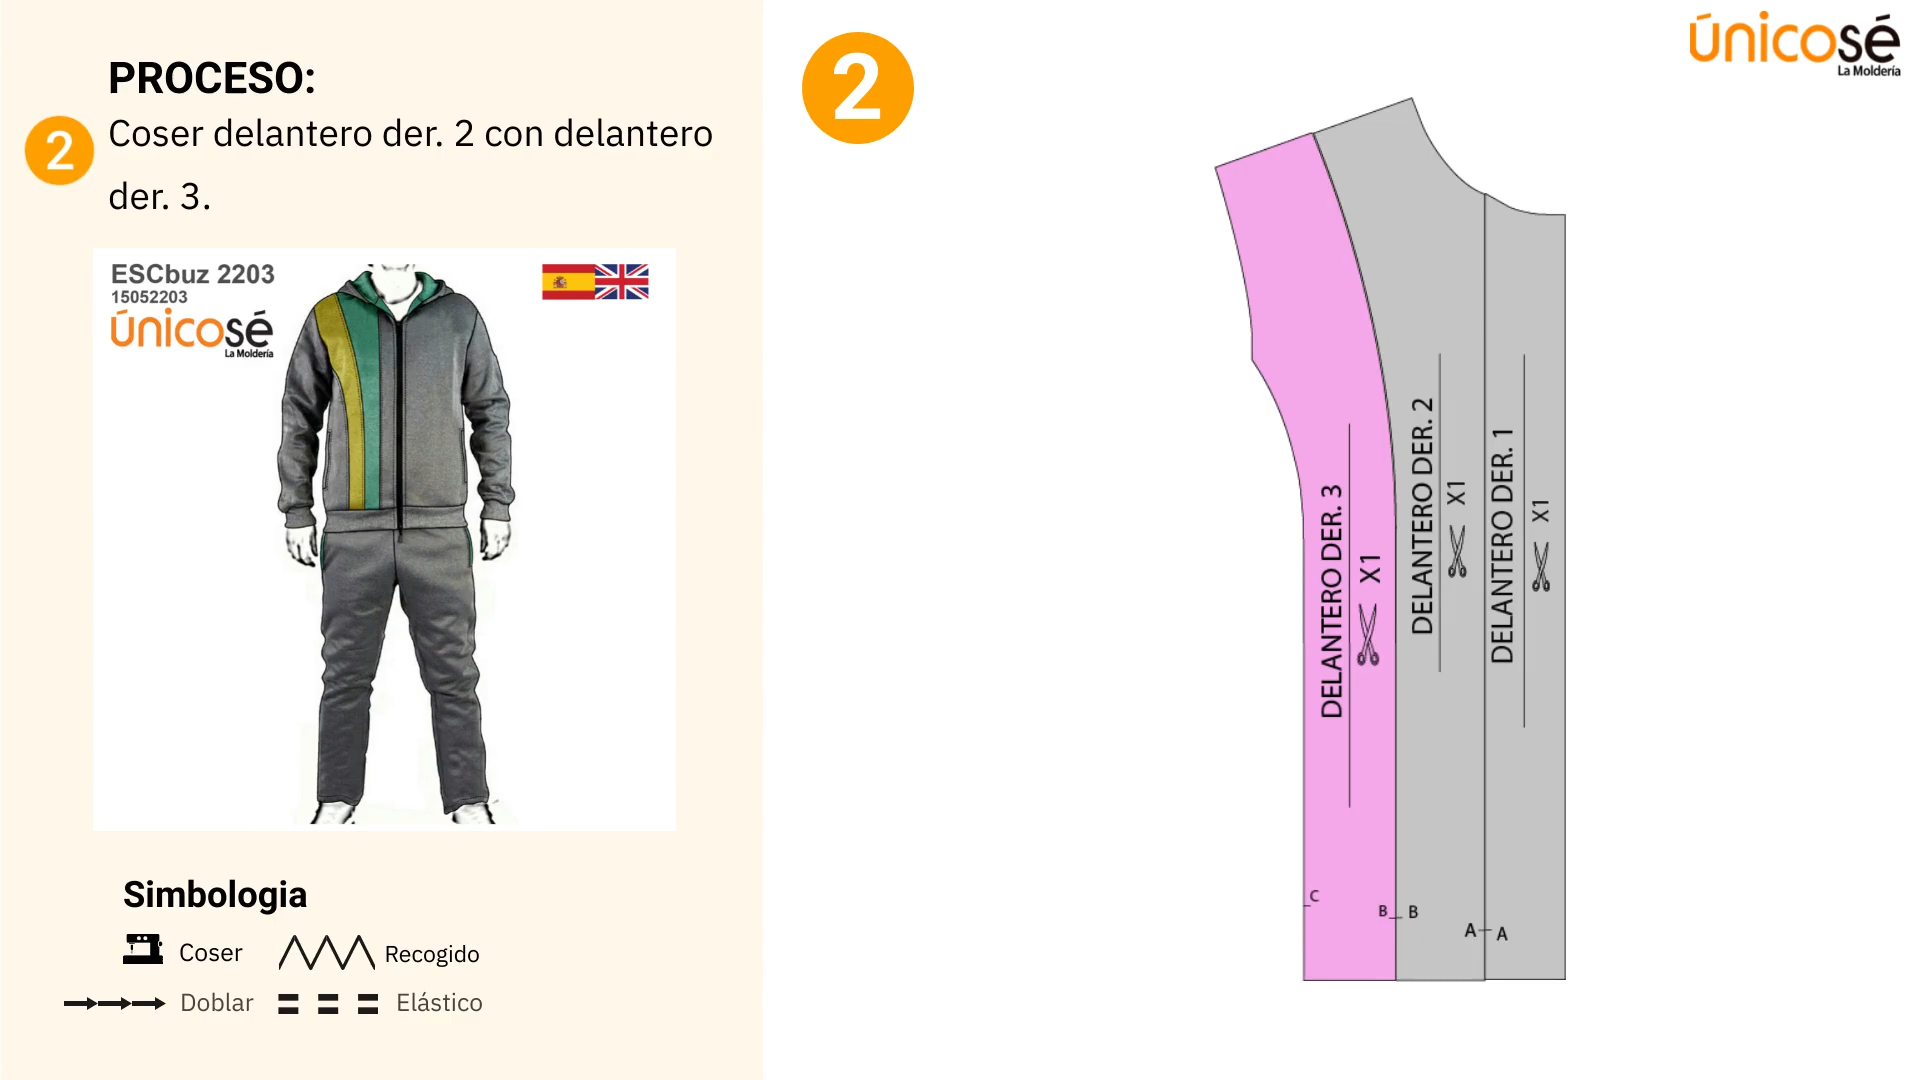 PROCESO:
2
Coser delantero der. 2 con delantero
der. 3.
ESCbuz 2203
15052203
únicosé
La Moldería
Simbologia
Coser
Recogido
Doblar
Elástico
2
únicosé
La Moldería
DELANTERO DER. 3
X1
DELANTERO DER. 2
X1
DELANTERO DER. 1
X1
C
B
B
A
A